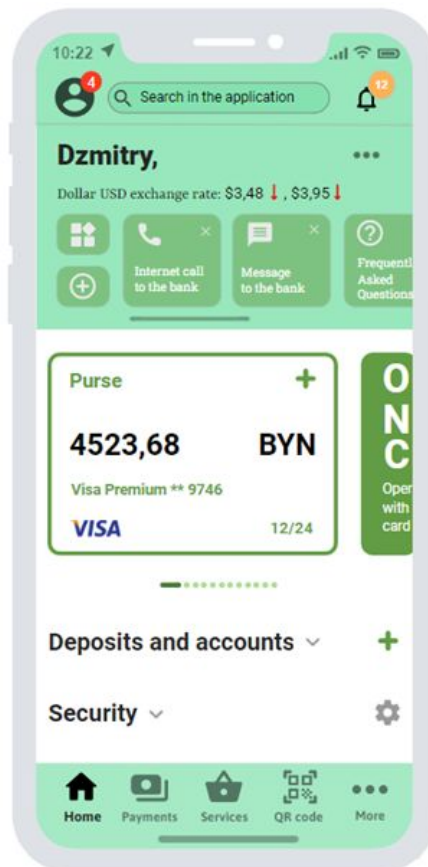 10:22
4
Search in the application
12
Dzmitry,
Dollar USD exchange rate: $3,48 , $3,95
Internet call
to the bank
Message
to the bank
Frequentl
Asked
Questions
Purse
4523,68 BYN
Visa Premium ** 9746
VISA 12/24
O
N
C
Oper
with
card
Deposits and accounts
Security
Home Payments Services QR code More